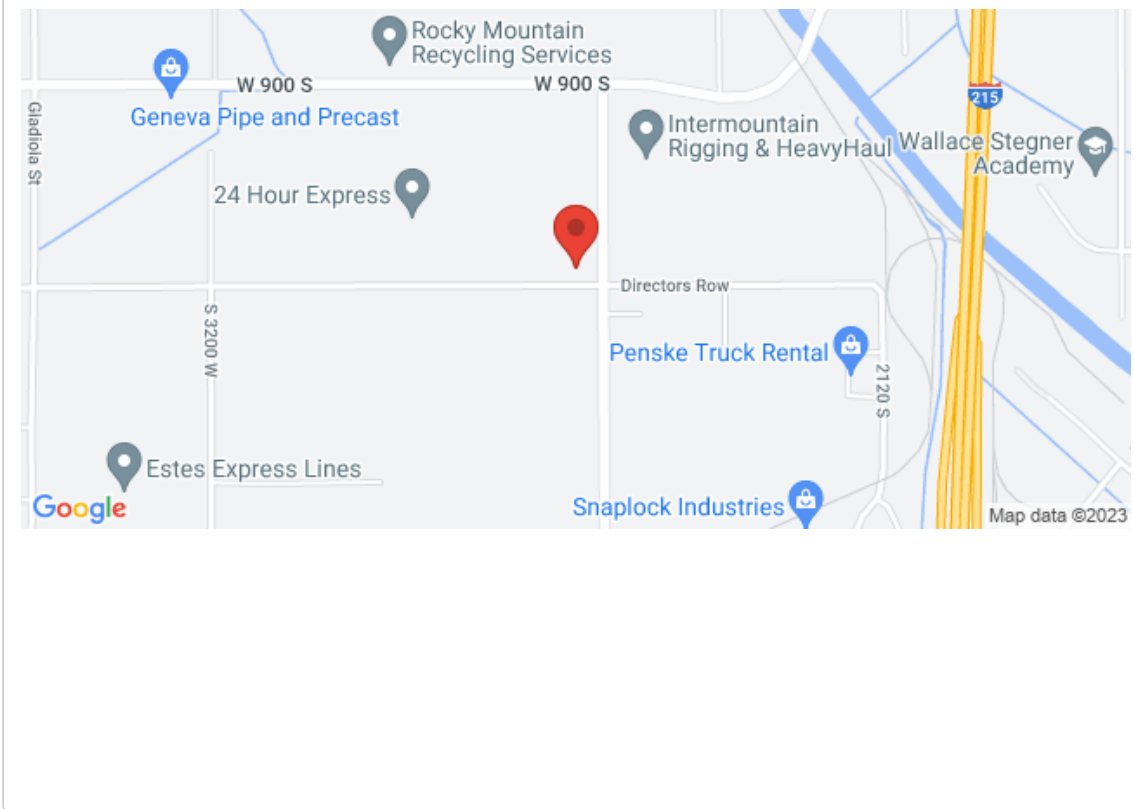 Rocky Mountain
Recycling Services
W 900 S
W 900 S
215
Geneva Pipe and Precast
Gladiola St
Intermountain
Rigging & HeavyHaul
Wallace Stegner
Academy
24 Hour Express
Directors Row
S 3200 W
Penske Truck Rental
2120 S
Estes Express Lines
Snaplock Industries
Google
Map data ©2023